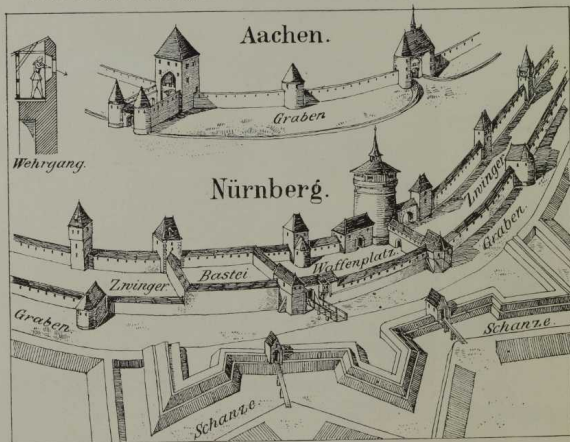 Aachen.
Graben
Wehrgang.
Nürnberg.
Zwinger
Graben
Waffenplatz
Bastei
Zwinger
Graben.
Schanze.
Schanze.